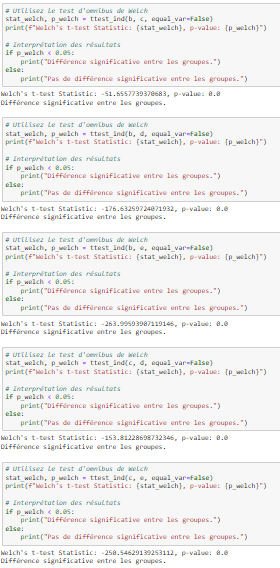 # Utilisez le test d'omnibus de Welch
stat_welch, p_welch = ttest_ind(b, c, equal_var=False)
print(f"Welch's t-test Statistic: {stat_welch}, p-value: {p_welch}")
# Interprétation des résultats
if p_welch < 0.05:
print("Différence significative entre les groupes.")
else:
print("Pas de différence significative entre les groupes.")
Welch's t-test Statistic: -51.6557739370683, p-value: 0.0
Différence significative entre les groupes.
# Utilisez le test d'omnibus de Welch
stat_welch, p_welch = ttest_ind(b, d, equal_var=False)
print(f"Welch's t-test Statistic: {stat_welch}, p-value: {p_welch}")
# Interprétation des résultats
if p_welch < 0.05:
print("Différence significative entre les groupes.")
else:
print("Pas de différence significative entre les groupes.")
Welch's t-test Statistic: -176.63259724071932, p-value: 0.0
Différence significative entre les groupes.
# Utilisez le test d'omnibus de Welch
stat_welch, p_welch = ttest_ind(b, e, equal_var=False)
print(f"Welch's t-test Statistic: {stat_welch}, p-value: {p_welch}")
# Interprétation des résultats
if p_welch < 0.05:
print("Différence significative entre les groupes.")
else:
print("Pas de différence significative entre les groupes.")
Welch's t-test Statistic: -263.99593907119146, p-value: 0.0
Différence significative entre les groupes.
# Utilisez le test d'omnibus de Welch
stat_welch, p_welch = ttest_ind(c, d, equal_var=False)
print(f"Welch's t-test Statistic: {stat_welch}, p-value: {p_welch}")
# Interprétation des résultats
if p_welch < 0.05:
print("Différence significative entre les groupes.")
else:
print("Pas de différence significative entre les groupes.")
Welch's t-test Statistic: -153.81228698732346, p-value: 0.0
Différence significative entre les groupes.
# Utilisez le test d'omnibus de Welch
stat_welch, p_welch = ttest_ind(c, e, equal_var=False)
print(f"Welch's t-test Statistic: {stat_welch}, p-value: {p_welch}")
# Interprétation des résultats
if p_welch < 0.05:
print("Différence significative entre les groupes.")
else:
print("Pas de différence significative entre les groupes.")
Welch's t-test Statistic: -250.54629139253112, p-value: 0.0
Différence significative entre les groupes.